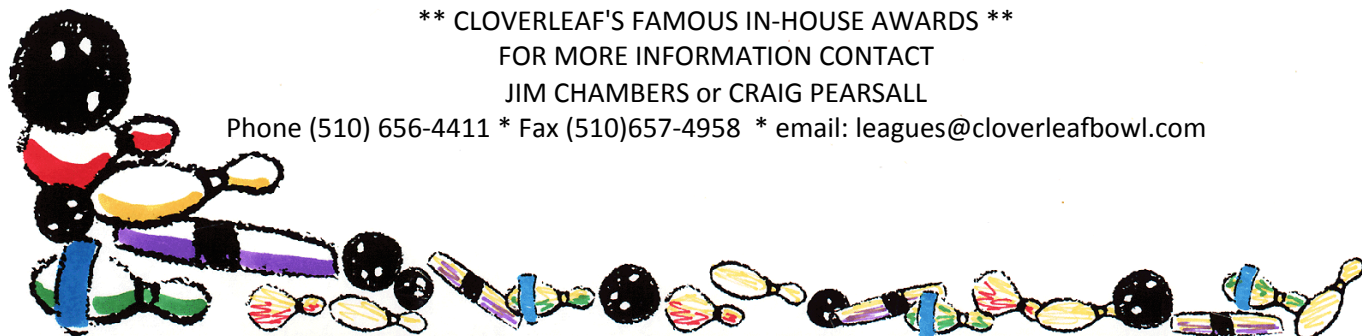 ** CLOVERLEAF'S FAMOUS IN-HOUSE AWARDS **
FOR MORE INFORMATION CONTACT
JIM CHAMBERS or CRAIG PEARSALL
Phone (510) 656-4411 * Fax (510)657-4958  * email: leagues@cloverleafbowl.com